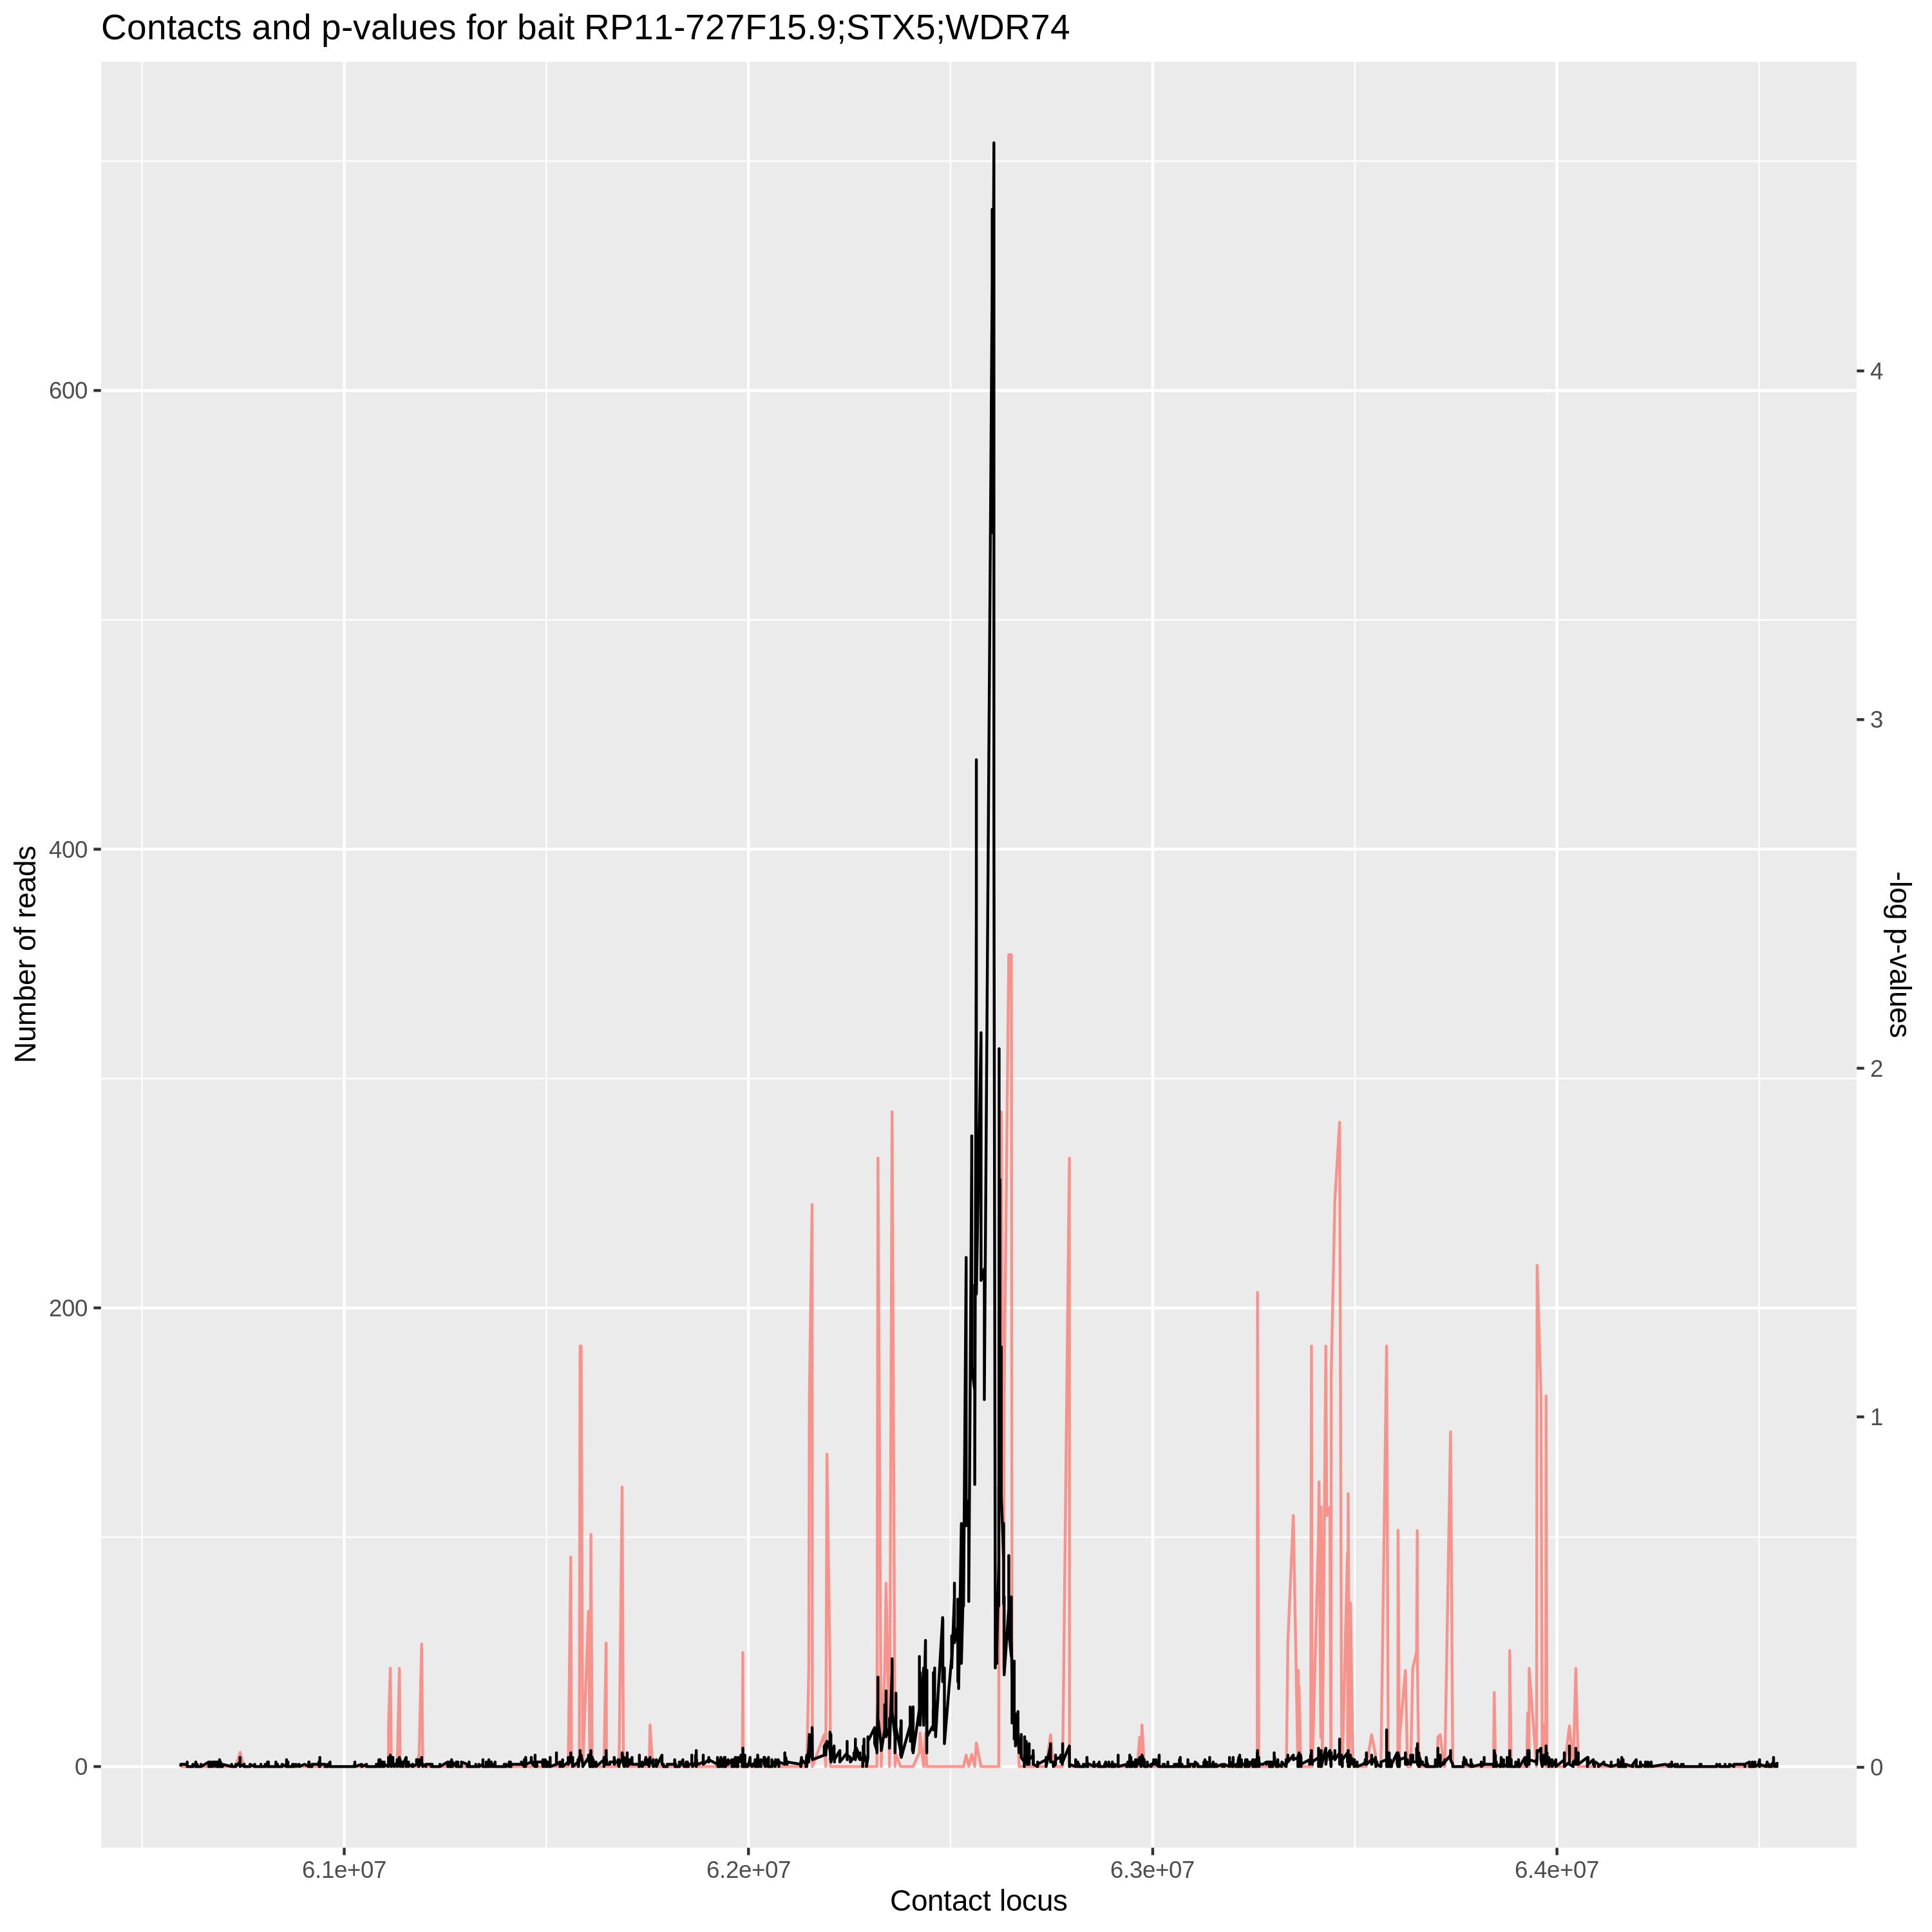 Contacts and p-values for bait RP11-727F15.9;STX5;WDR74
600
400
200
0
Number of reads
4
3
2
1
0
-log p-values
6.1e+07
6.2e+07
6.3e+07
6.4e+07
Contact locus